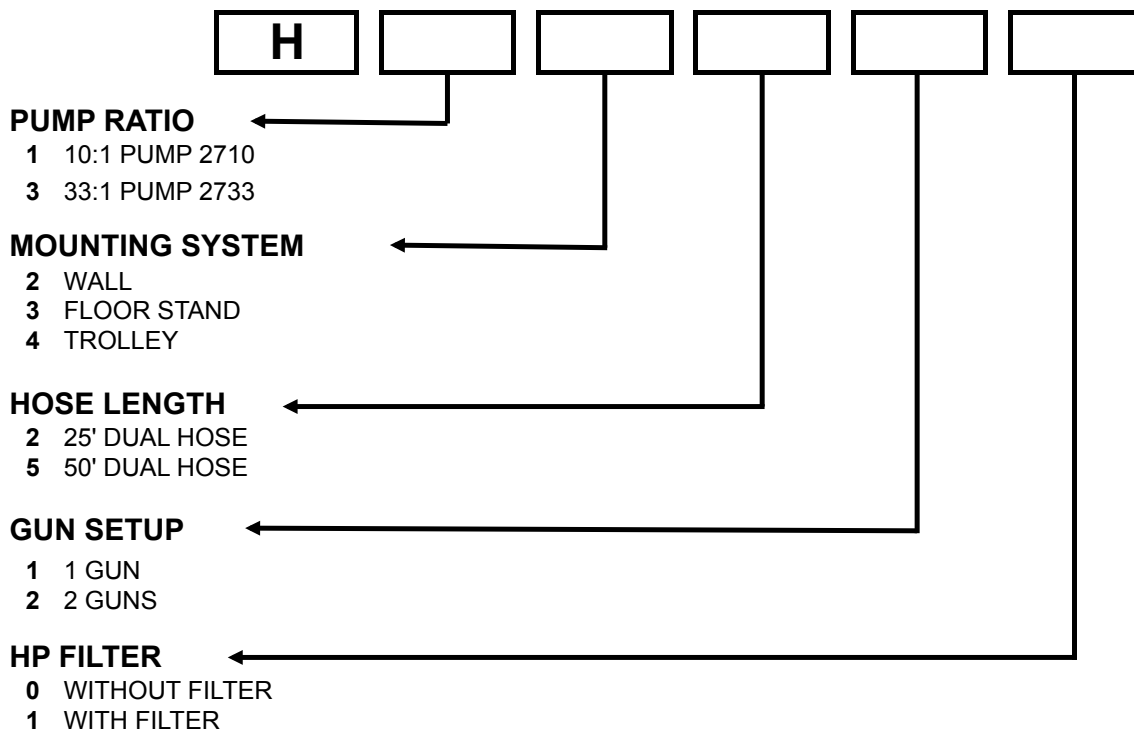 H
PUMP RATIO
1 10:1 PUMP 2710
3 33:1 PUMP 2733
MOUNTING SYSTEM
2 WALL
3 FLOOR STAND
4 TROLLEY
HOSE LENGTH
2 25' DUAL HOSE
5 50' DUAL HOSE
GUN SETUP
1 1 GUN
2 2 GUNS
HP FILTER
0 WITHOUT FILTER
1 WITH FILTER